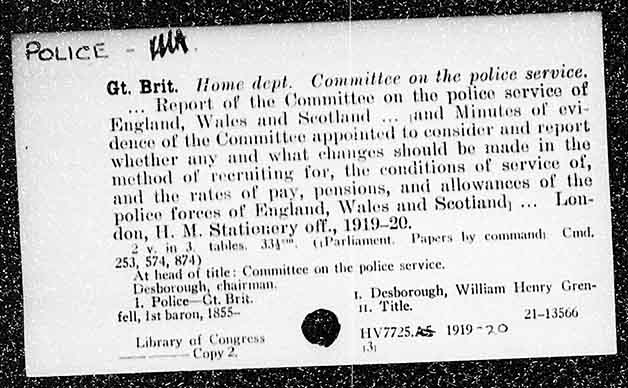 POLICE -
Gt. Brit. Home dept. Committee on the police service.
... Report of the Committee on the police service of
England, Wales and Scotland ... [and Minutes of evi-
dence of the Committee appointed to consider and report
whether any and what changes should be made in the
method of recruiting for, the conditions of service of,
and the rates of pay, pensions, and allowances of the
police forces of England, Wales and Scotland] ... Lon-
don, H. M. Stationery off., 1919-20.
2 v. in 3. tables. 33½ cm. ([Parliament. Papers by command] Cmd.
253, 574, 874)
At head of title: Committee on the police service.
Desborough, chairman.
1. Police—Gt. Brit. I. Desborough, William Henry Gren-
fell, 1st baron, 1855- II. Title.
21-13566
Library of Congress HV7725.A5 1919-20
Copy 2. [3]